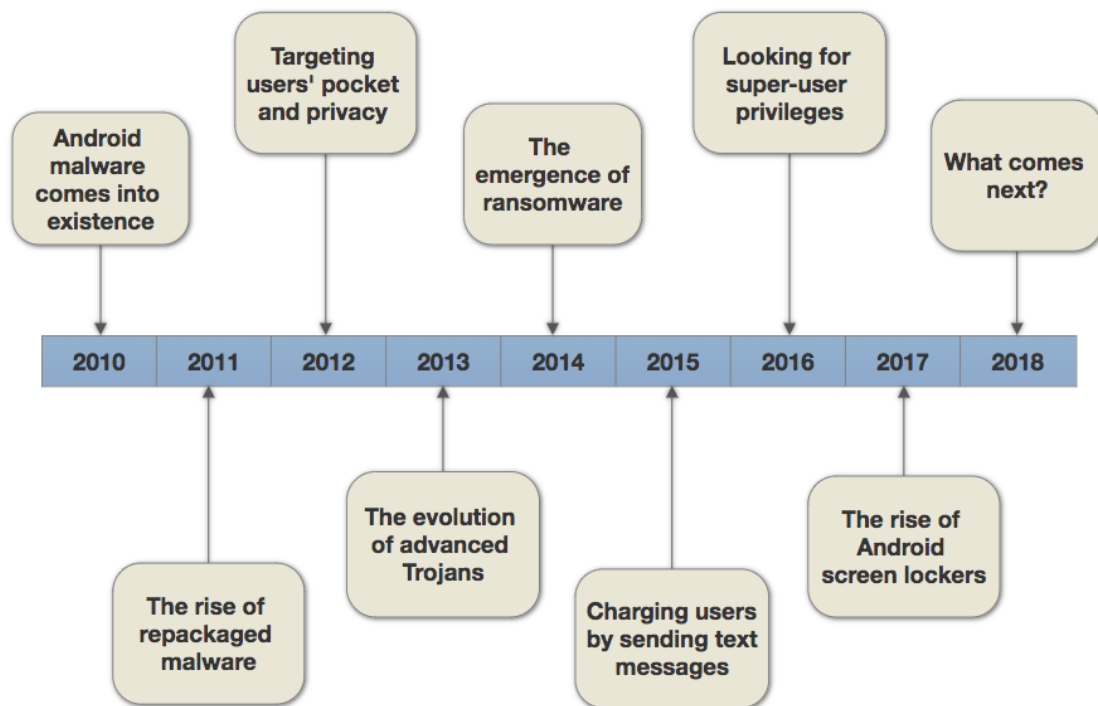 Targeting
users' pocket
and privacy
Looking for
super-user
privileges
Android
malware
comes into
existence
The
emergence of
ransomware
What comes
next?
2010 2011 2012 2013 2014 2015 2016 2017 2018
The evolution
of advanced
Trojans
The rise of
Android
screen lockers
The rise of
repackaged
malware
Charging users
by sending text
messages